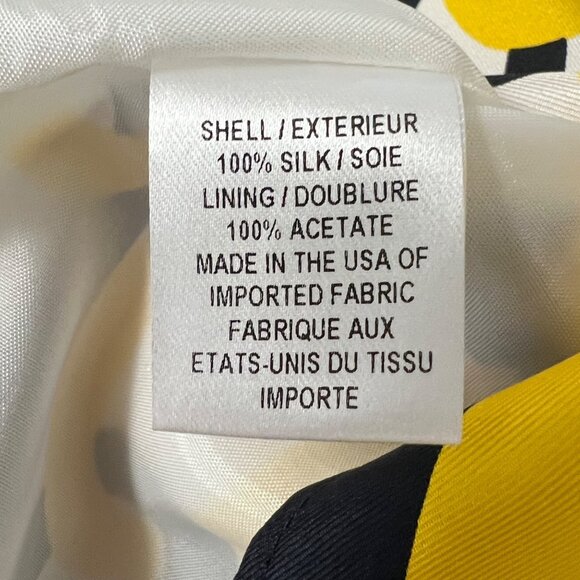 SHELL / EXTERIEUR
100% SILK / SOIE
LINING / DOUBLURE
100% ACETATE
MADE IN THE USA OF
IMPORTED FABRIC
FABRIQUE AUX
ETATS-UNIS DU TISSU
IMPORTE